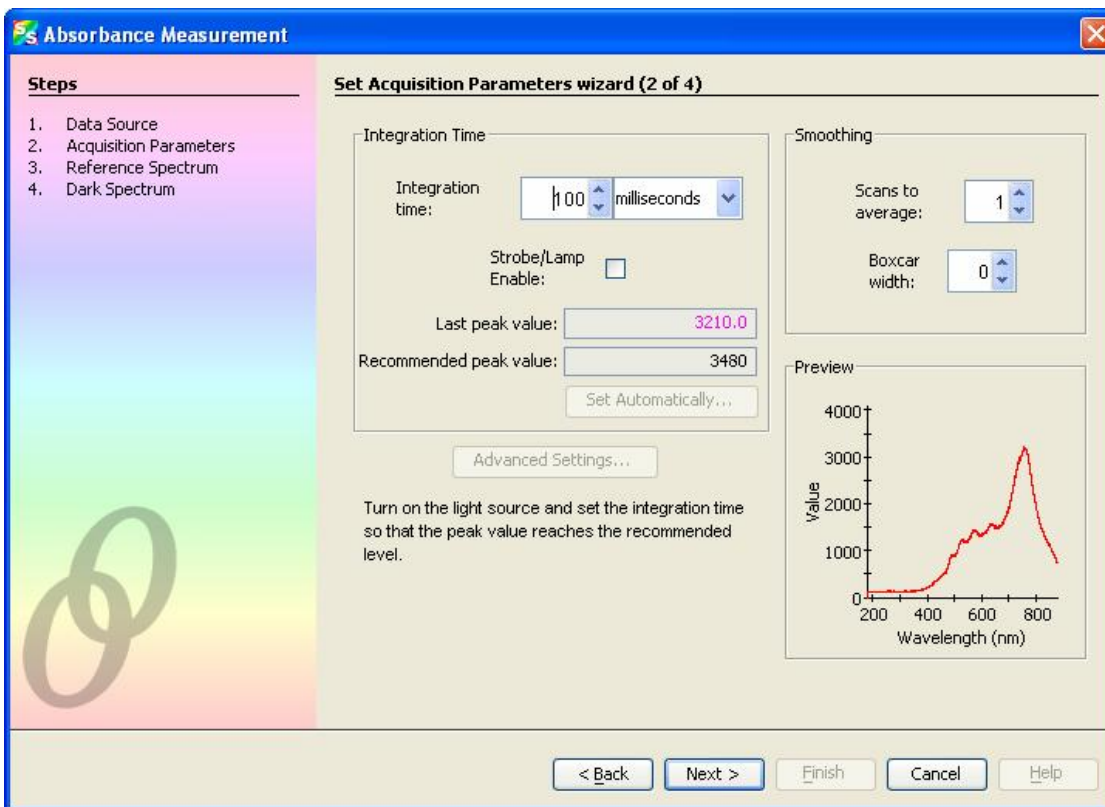 Absorbance Measurement
Steps
1. Data Source
2. Acquisition Parameters
3. Reference Spectrum
4. Dark Spectrum
Set Acquisition Parameters wizard (2 of 4)
Integration Time
Integration
time:
100 milliseconds
Strobe/Lamp
Enable:
Last peak value: 3210.0
Recommended peak value: 3480
Set Automatically...
Advanced Settings...
Turn on the light source and set the integration time
so that the peak value reaches the recommended
level.
Smoothing
Scans to
average: 1
Boxcar
width: 0
Preview
4000
3000
2000
1000
0
Value
200 400 600 800
Wavelength (nm)
< Back Next > Finish Cancel Help